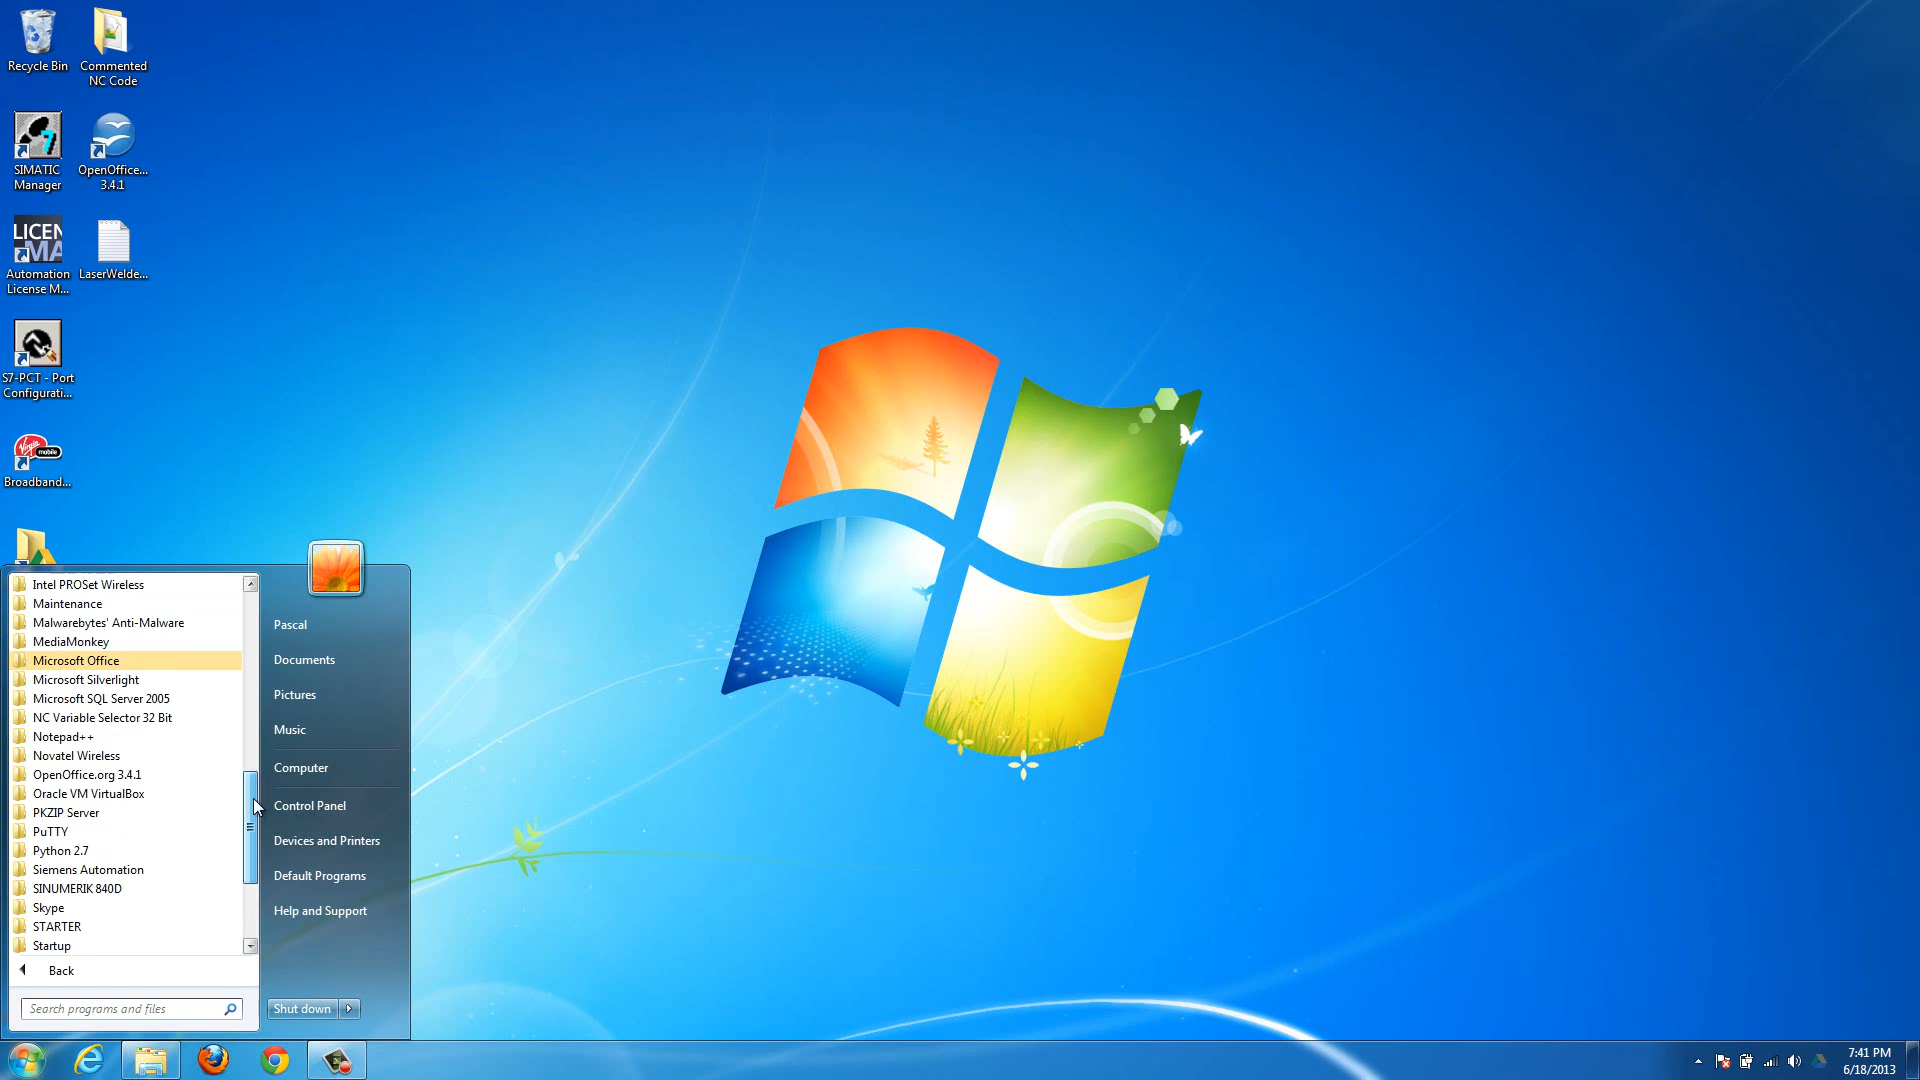 Recycle Bin
Commented
NC Code
SIMATIC
Manager
OpenOffice...
3.4.1
LICEN
MA
Automation
License M...
LaserWelde...
S7-PCT - Port
Configurati...
Virgin
mobile
Broadband...
Intel PROSet Wireless
Maintenance
Malwarebytes' Anti-Malware
MediaMonkey
Microsoft Office
Microsoft Silverlight
Microsoft SQL Server 2005
NC Variable Selector 32 Bit
Notepad++
Novatel Wireless
OpenOffice.org 3.4.1
Oracle VM VirtualBox
PKZIP Server
PuTTY
Python 2.7
Siemens Automation
SINUMERIK 840D
Skype
STARTER
Startup
Back
Search programs and files
Pascal
Documents
Pictures
Music
Computer
Control Panel
Devices and Printers
Default Programs
Help and Support
Shut down
7:41 PM
6/18/2013